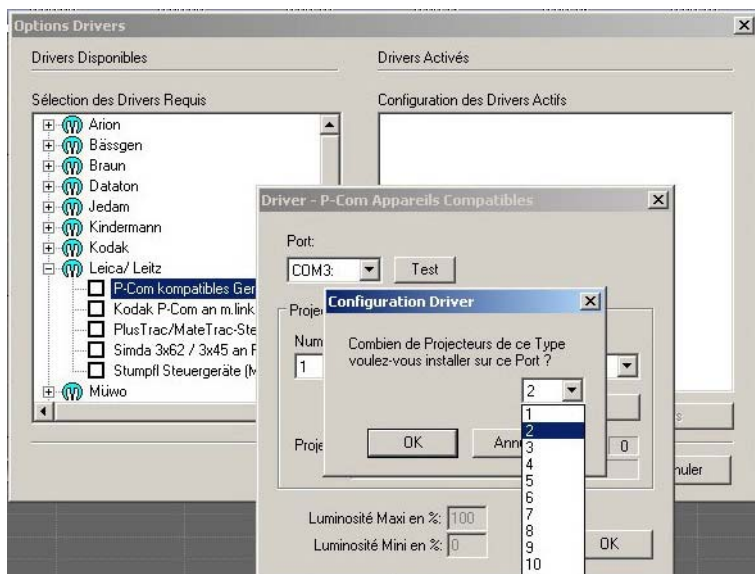 Options Drivers
Drivers Disponibles
Drivers Activés
Sélection des Drivers Requis
Configuration des Drivers Actifs
Arion
Bässgen
Braun
Dataton
Jedam
Kindermann
Kodak
Leica/ Leitz
P-Com kompatibles Ger
Kodak P-Com an m.link
PlusTrac/MateTrac-Ste
Simda 3x62 / 3x45 an
Stumpfl Steuergeräte (M
Müwo
Driver - P-Com Appareils Compatibles
Port:
COM3:
Test
Proje
Num
1
Configuration Driver
Combien de Projecteurs de ce Type
voulez-vous installer sur ce Port ?
2
OK
Ann
1
2
3
4
5
6
7
8
9
10
Proje
0
s
nuler
Luminosité Maxi en %: 100
Luminosité Mini en %: 0
OK